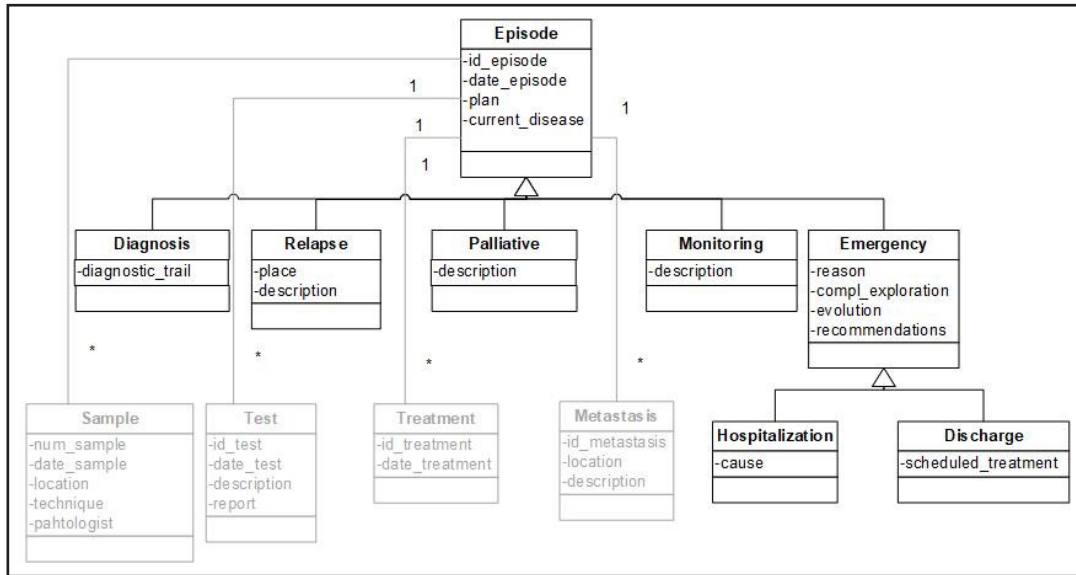 Episode
-id_episode
-date_episode
-plan
-current_disease
1
1
1
1
Diagnosis
-diagnostic_trail
Relapse
-place
-description
Palliative
-description
Monitoring
-description
Emergency
-reason
-compl_exploration
-evolution
-recommendations
*
*
*
*
Sample
-num_sample
-date_sample
-location
-technique
-pahtologist
Test
-id_test
-date_test
-description
-report
Treatment
-id_treatment
-date_treatment
Metastasis
-id_metastasis
-location
-description
Hospitalization
-cause
Discharge
-scheduled_treatment